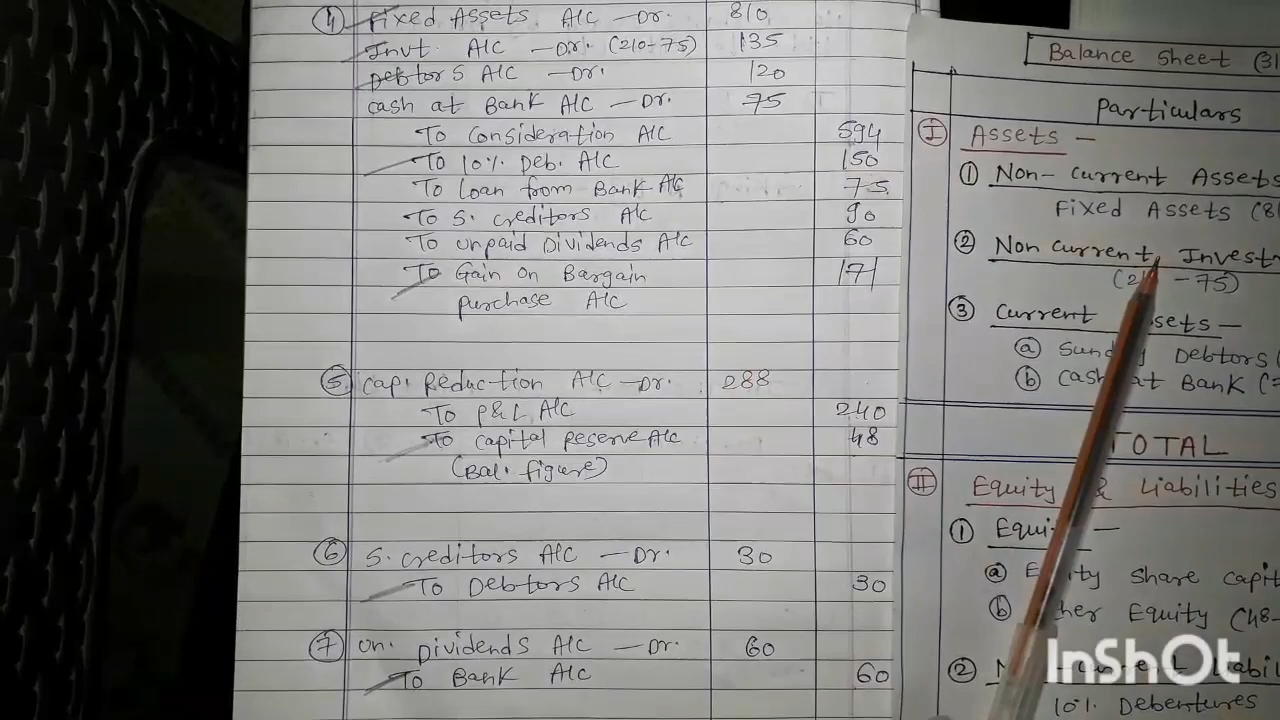 ④ Fixed Assets A/C — Dr. 810
Invt. A/C — Dr. (210-75) 135
Debtors A/C — Dr. 120
cash at Bank A/C — Dr. 75
To consideration A/C 594
To 10% Deb. A/C 150
To loan from Bank A/C 75
To S. creditors A/C 90
To unpaid Dividends A/C 60
To Gain on Bargain 171
purchase A/C
⑤ cap. Reduction A/C — Dr. 288
To P&L A/C 240
To capital Reserve A/C 48
(Bal. figure)
⑥ S. creditors A/C — Dr. 30
To Debtors A/C 30
⑦ un. Dividends A/C — Dr. 60
To Bank A/C 60
Balance sheet (31
particulars
Ⅰ Assets —
① Non-current Assets
Fixed Assets (8
② Non current Invest
- 75)
③ Current
ⓐ Debtors (
ⓑ at Bank (
TOTAL
Ⅱ Equity & Liabilities
①
ⓐ share capit
ⓑ Equity (48-
②
10% Debentures
InShOt